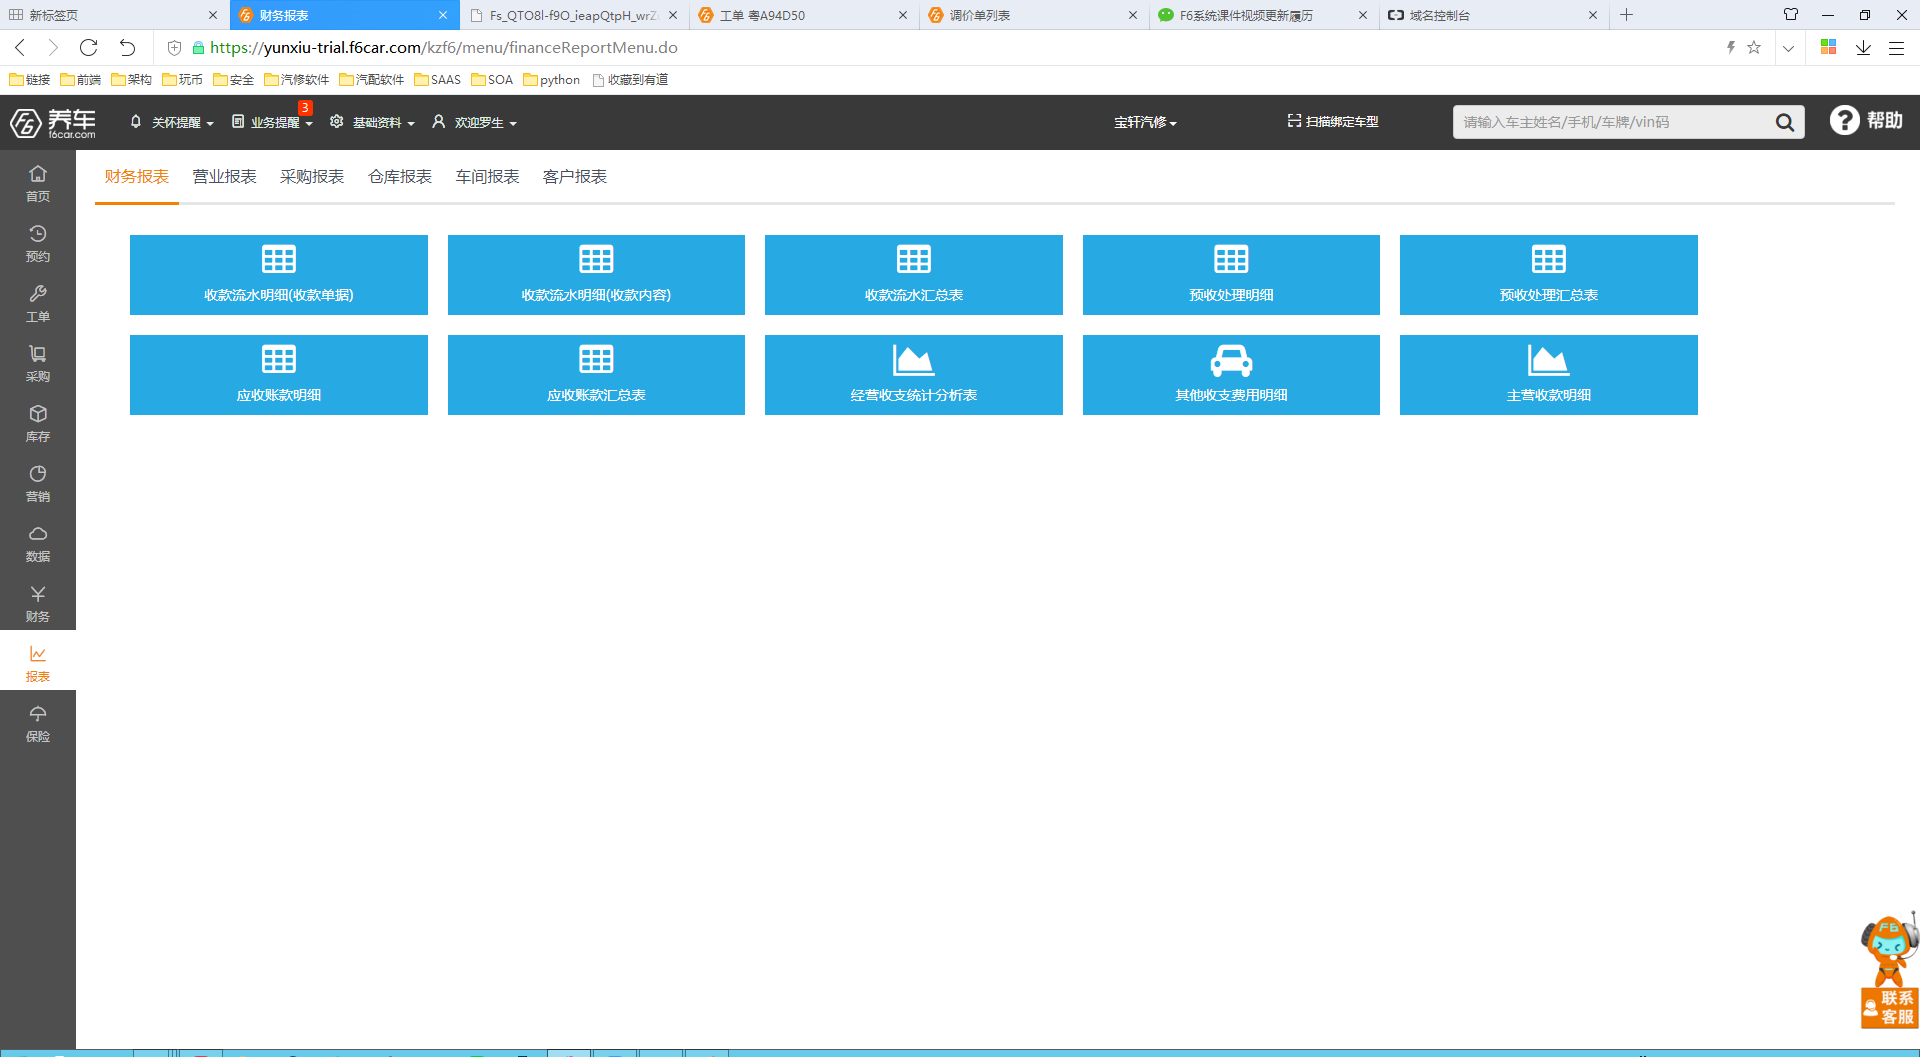 新标签页
财务报表
Fs_QTO8l-f9O_ieapQtpH_wrZ
工单 粤A94D50
调价单列表
F6系统课件视频更新履历
域名控制台
https://yunxiu-trial.f6car.com/kzf6/menu/financeReportMenu.do
链接 前端 架构 玩币 安全 汽修软件 汽配软件 SAAS SOA python 收藏到有道
F6 养车
f6car.com
关怀提醒
业务提醒
3
基础资料
欢迎罗生
宝轩汽修
扫描绑定车型
请输入车主姓名/手机/车牌/vin码
帮助
首页
预约
工单
采购
库存
营销
数据
财务
报表
保险
财务报表 营业报表 采购报表 仓库报表 车间报表 客户报表
收款流水明细(收款单据)
收款流水明细(收款内容)
收款流水汇总表
预收处理明细
预收处理汇总表
应收账款明细
应收账款汇总表
经营收支统计分析表
其他收支费用明细
主营收款明细
F6
联系
客服